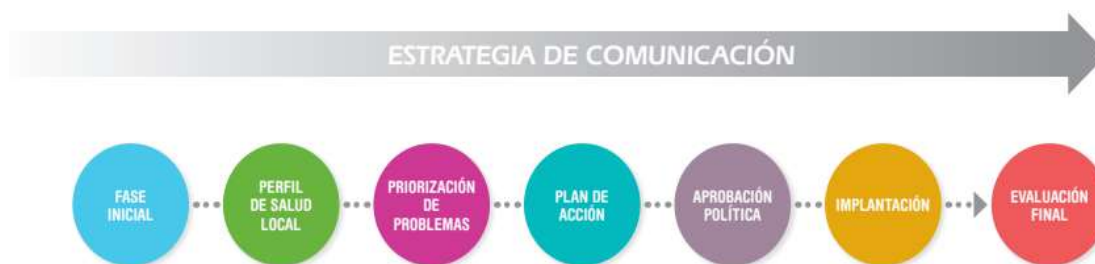 ESTRATEGIA DE COMUNICACIÓN
FASE
INICIAL
PERFIL
DE SALUD
LOCAL
PRIORIZACIÓN
DE
PROBLEMAS
PLAN DE
ACCIÓN
APROBACIÓN
POLÍTICA
IMPLANTACIÓN
EVALUACIÓN
FINAL